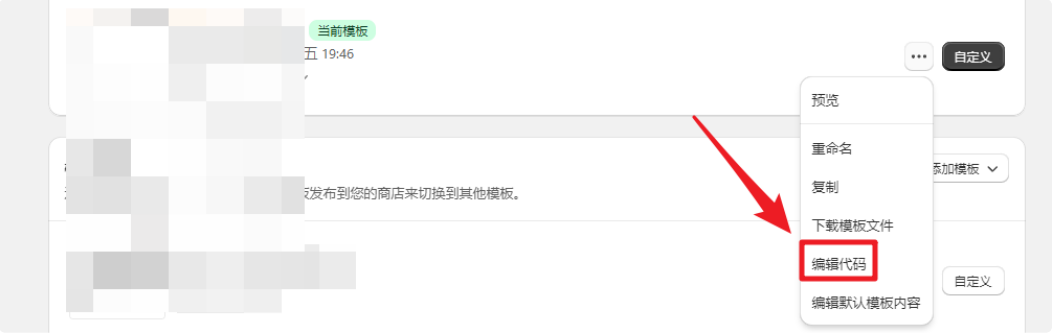 当前模板
五 19:46
自定义
预览
重命名
添加模板
复制
板发布到您的商店来切换到其他模板。
下载模板文件
编辑代码
自定义
编辑默认模板内容